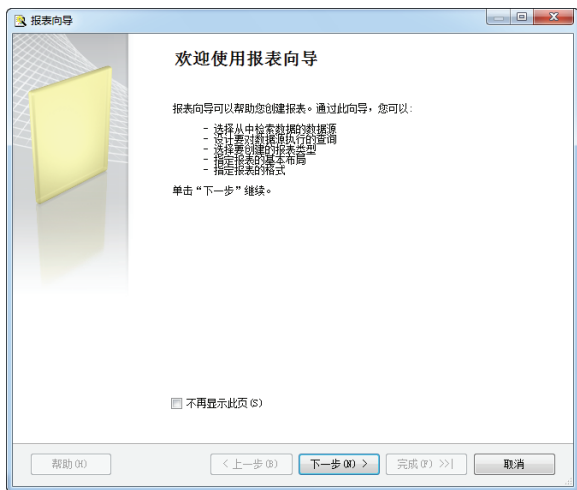 报表向导
欢迎使用报表向导
报表向导可以帮助您创建报表。通过此向导，您可以:
- 选择从中检索数据的数据源
- 设计要对数据源执行的查询
- 选择要创建的报表类型
- 指定报表的基本布局
- 指定报表的格式
单击“下一步”继续。
不再显示此页(S)
帮助(H) < 上一步(B) 下一步(N) > 完成(F) >>| 取消